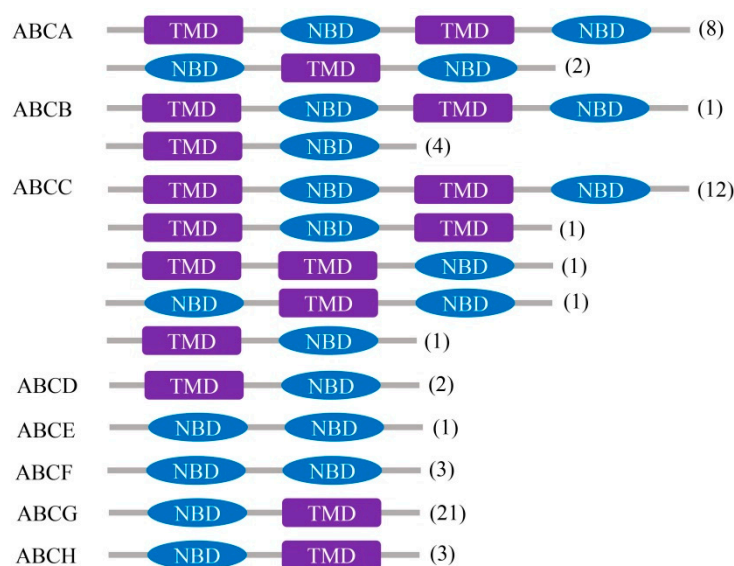 ABCA TMD NBD TMD NBD (8)
NBD TMD NBD (2)
ABCB TMD NBD TMD NBD (1)
TMD NBD (4)
ABCC TMD NBD TMD NBD (12)
TMD NBD TMD (1)
TMD TMD NBD (1)
NBD TMD NBD (1)
TMD NBD (1)
ABCD TMD NBD (2)
ABCE NBD NBD (1)
ABCF NBD NBD (3)
ABCG NBD TMD (21)
ABCH NBD TMD (3)